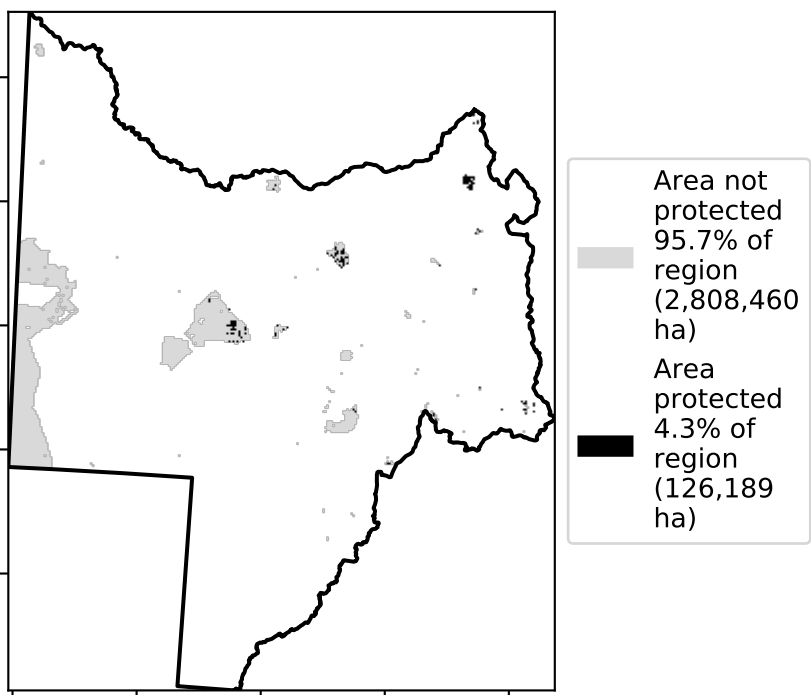 Area not
protected
95.7% of
region
(2,808,460
ha)
Area
protected
4.3% of
region
(126,189
ha)